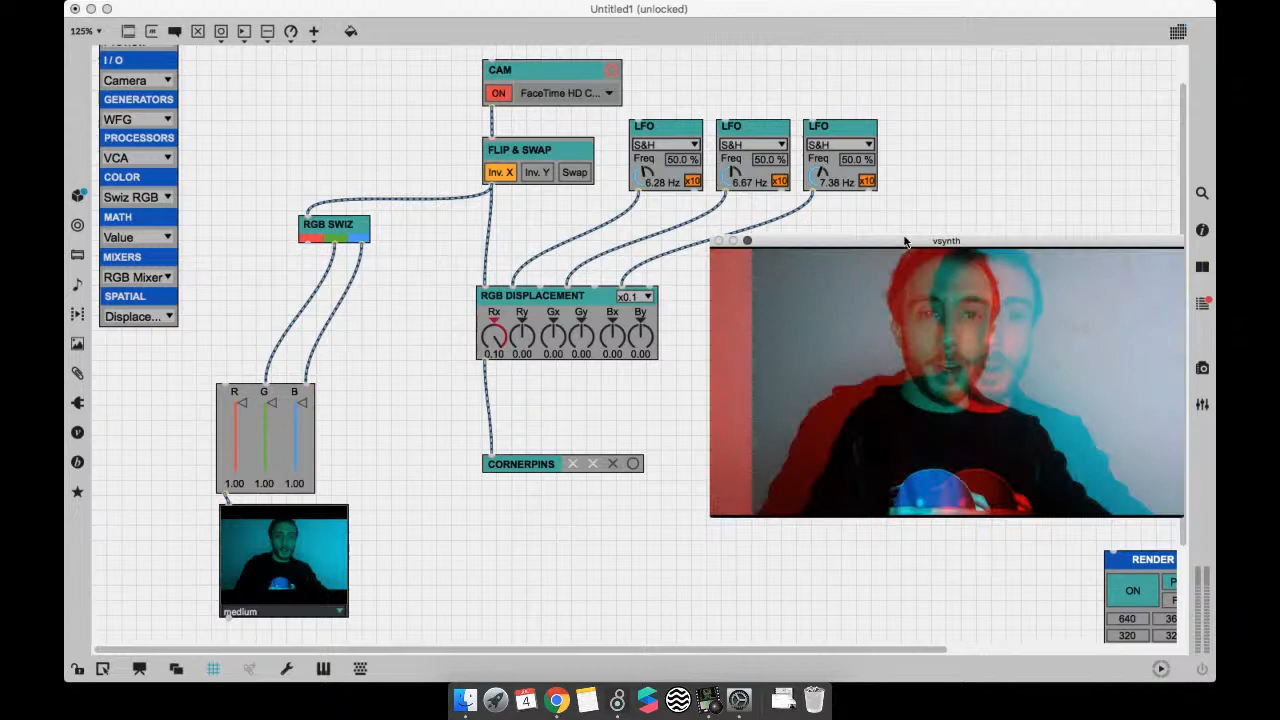 Untitled1 (unlocked)
125%
I / O
Camera
GENERATORS
WFG
PROCESSORS
VCA
COLOR
Swiz RGB
MATH
Value
MIXERS
RGB Mixer
SPATIAL
Displace...
CAM
ON FaceTime HD C...
FLIP & SWAP
Inv. X Inv. Y Swap
LFO LFO LFO
S&H S&H S&H
Freq 50.0 % Freq 50.0 % Freq 50.0 %
6.28 Hz x10 6.67 Hz x10 7.38 Hz x10
RGB SWIZ
vsynth
RGB DISPLACEMENT x0.1
Rx Ry Gx Gy Bx By
0.10 0.00 0.00 0.00 0.00 0.00
R G B
1.00 1.00 1.00
CORNERPINS
medium
RENDER
ON
640 36
320 32
4